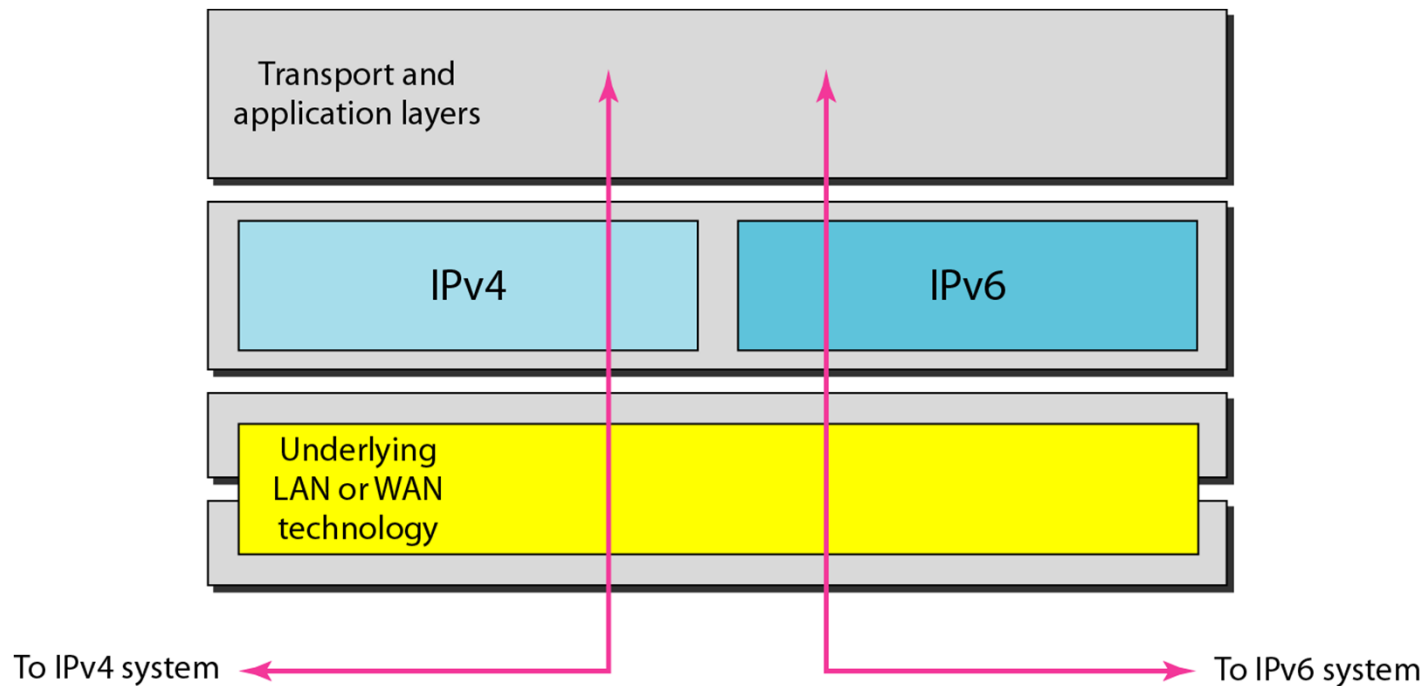 Transport and
application layers
IPv4
IPv6
Underlying
LAN or WAN
technology
To IPv4 system
To IPv6 system